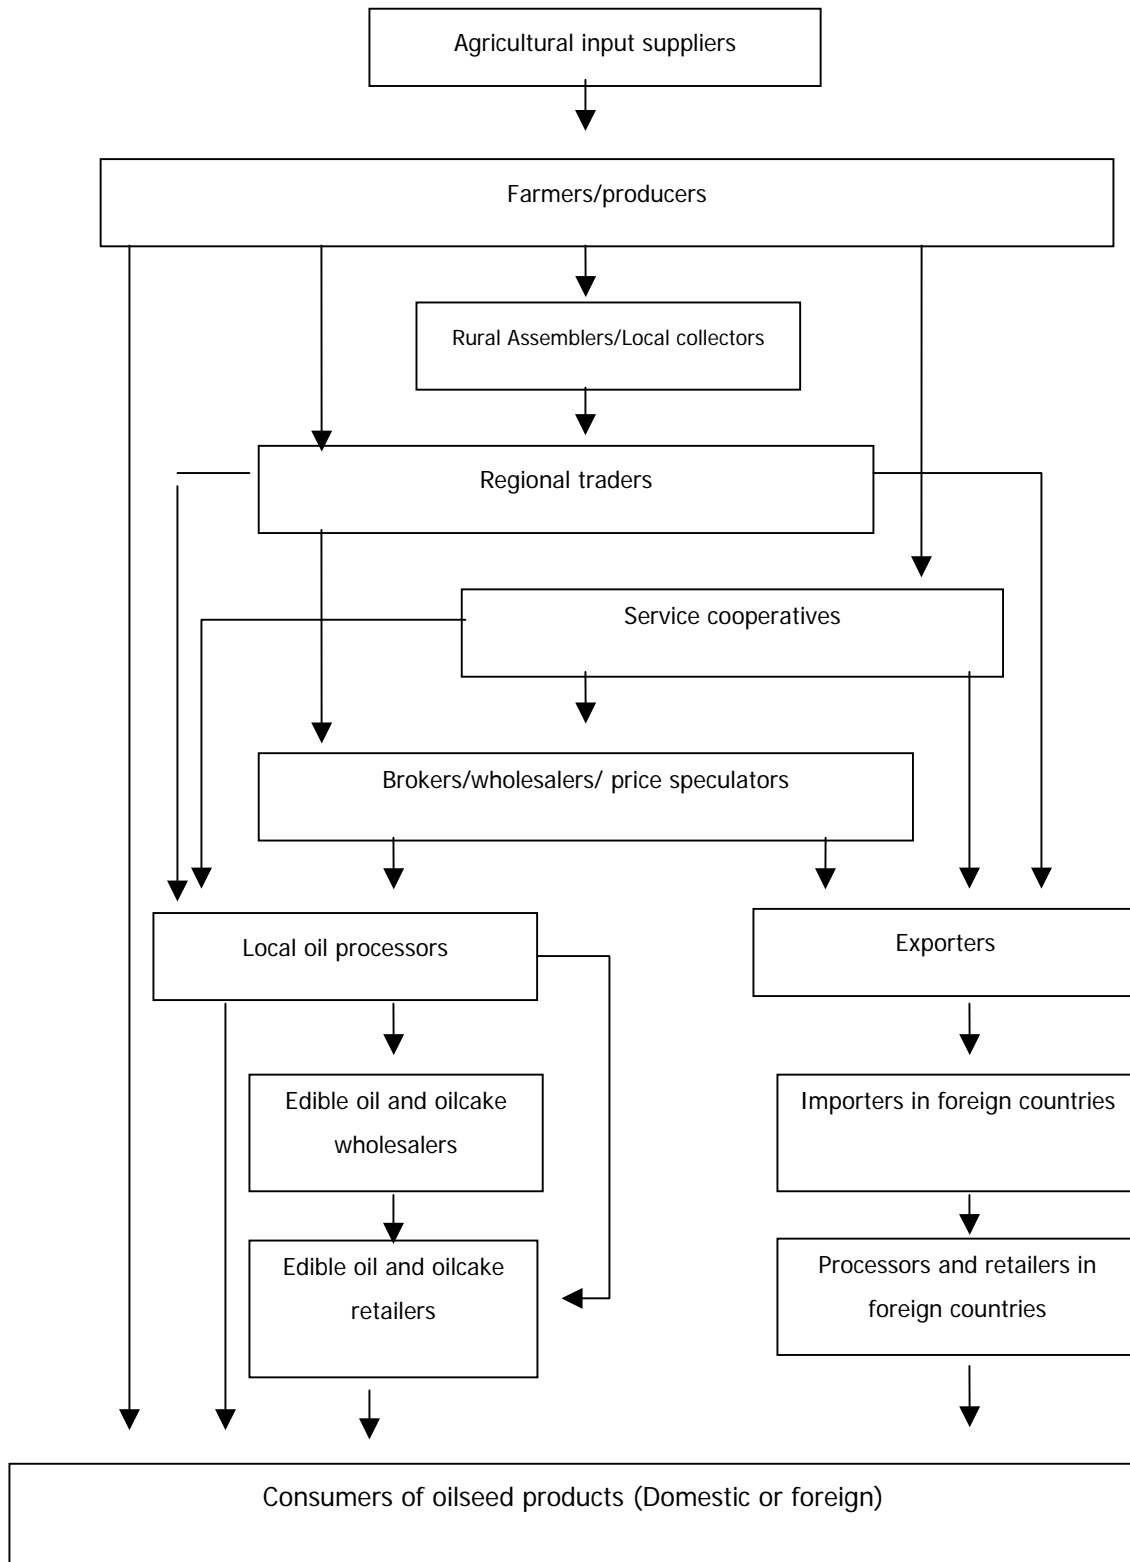 Agricultural input suppliers
Farmers/producers
Rural Assemblers/Local collectors
Regional traders
Service cooperatives
Brokers/wholesalers/ price speculators
Local oil processors
Exporters
Edible oil and oilcake
wholesalers
Importers in foreign countries
Edible oil and oilcake
retailers
Processors and retailers in
foreign countries
Consumers of oilseed products (Domestic or foreign)